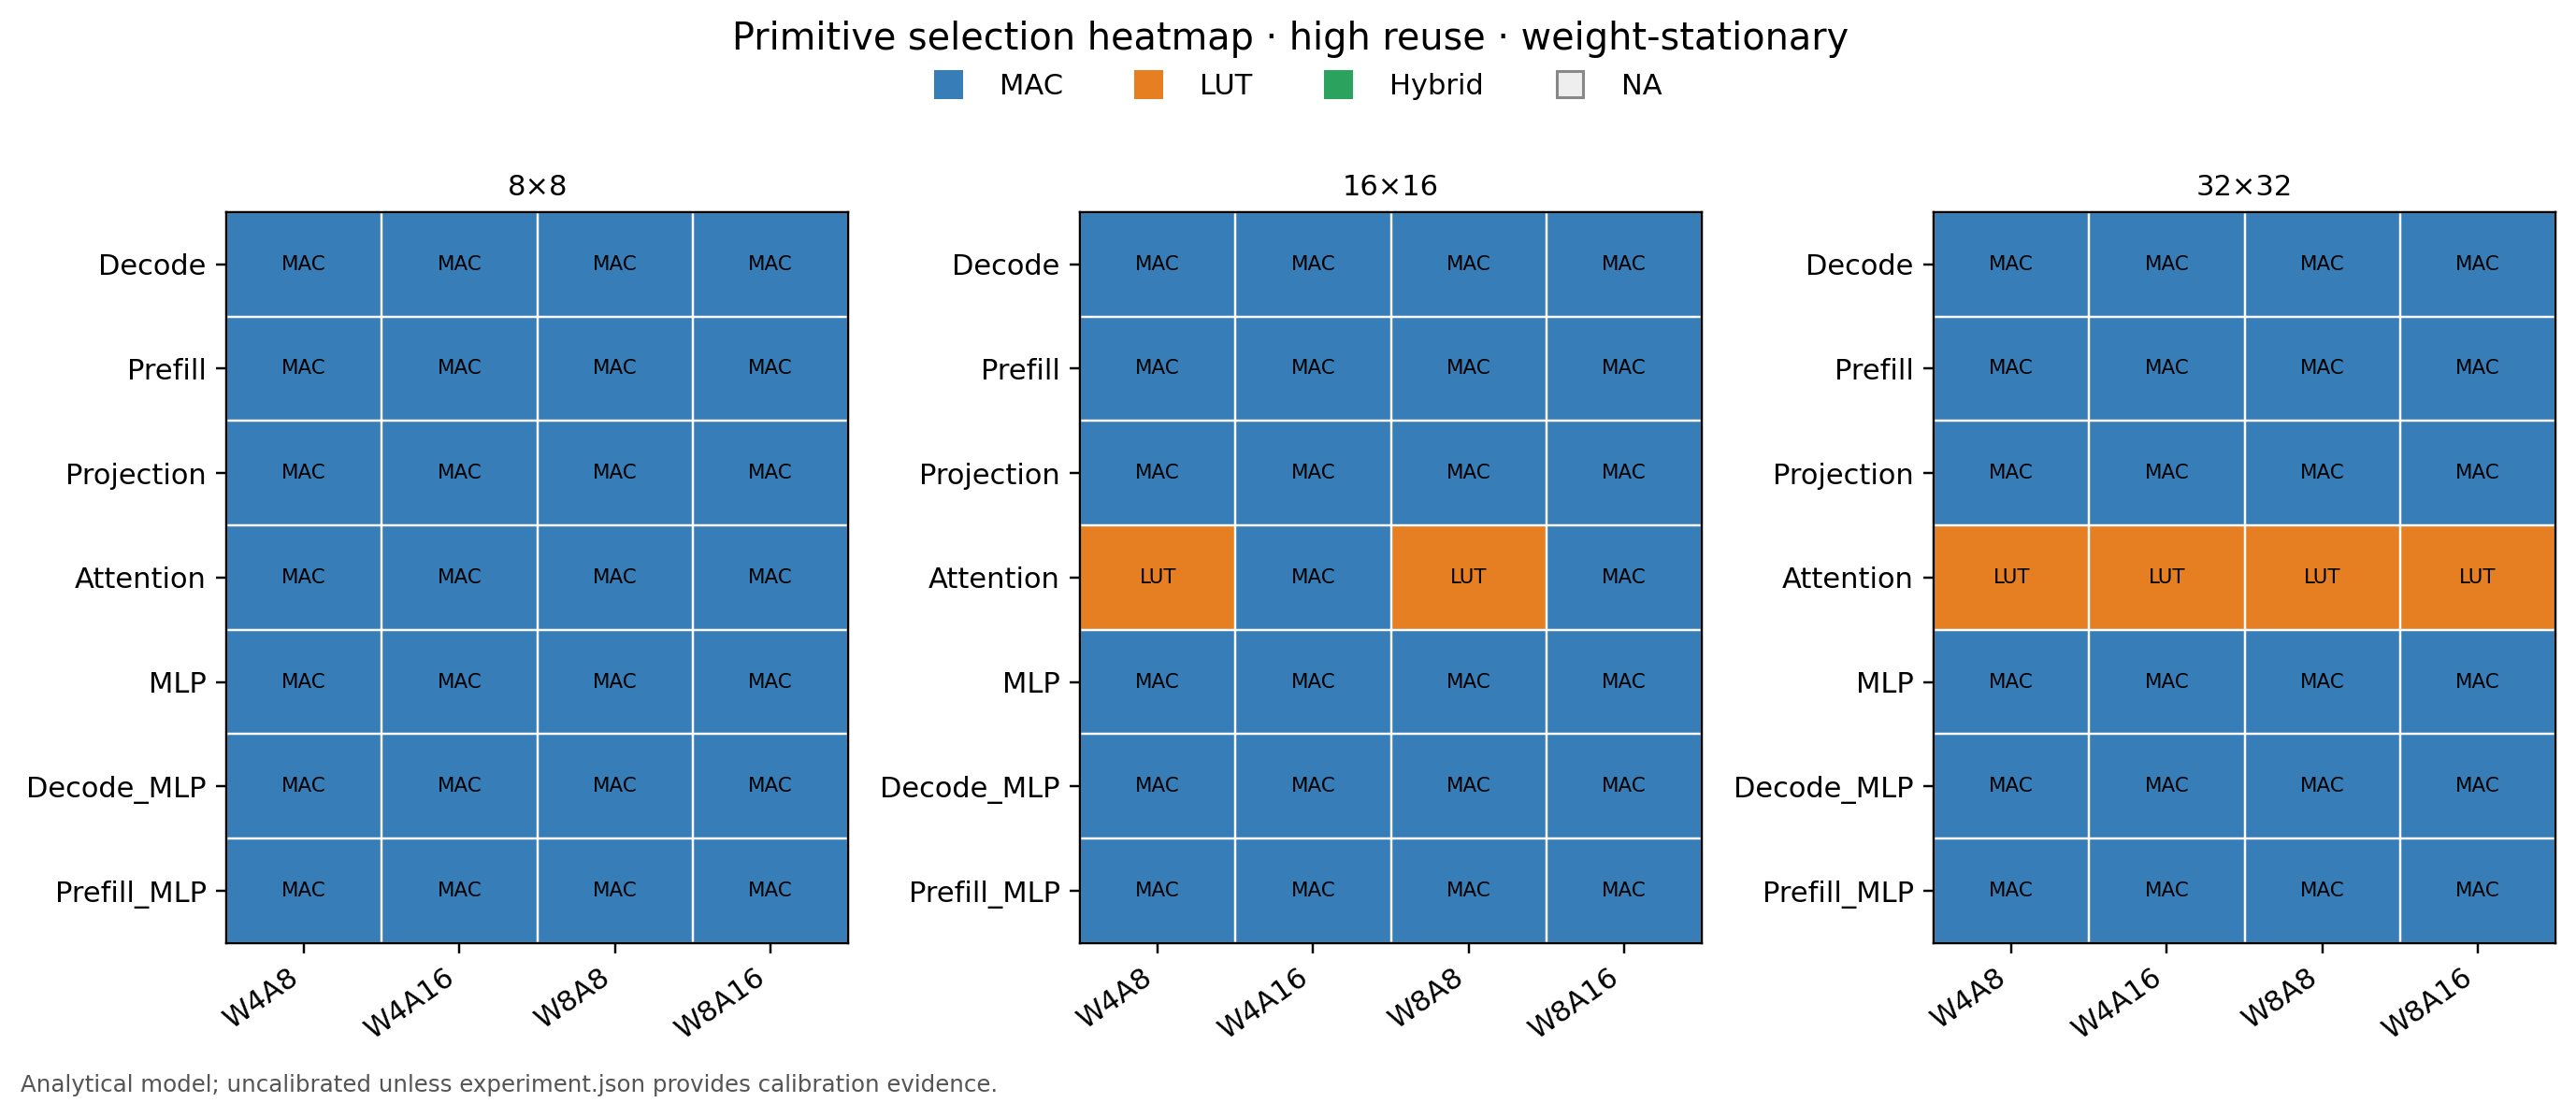 Primitive selection heatmap · high reuse · weight-stationary
MAC LUT Hybrid NA
8×8
Decode MAC MAC MAC MAC
Prefill MAC MAC MAC MAC
Projection MAC MAC MAC MAC
Attention MAC MAC MAC MAC
MLP MAC MAC MAC MAC
Decode_MLP MAC MAC MAC MAC
Prefill_MLP MAC MAC MAC MAC
W4A8 W4A16 W8A8 W8A16
16×16
Decode MAC MAC MAC MAC
Prefill MAC MAC MAC MAC
Projection MAC MAC MAC MAC
Attention LUT MAC LUT MAC
MLP MAC MAC MAC MAC
Decode_MLP MAC MAC MAC MAC
Prefill_MLP MAC MAC MAC MAC
W4A8 W4A16 W8A8 W8A16
32×32
Decode MAC MAC MAC MAC
Prefill MAC MAC MAC MAC
Projection MAC MAC MAC MAC
Attention LUT LUT LUT LUT
MLP MAC MAC MAC MAC
Decode_MLP MAC MAC MAC MAC
Prefill_MLP MAC MAC MAC MAC
W4A8 W4A16 W8A8 W8A16
Analytical model; uncalibrated unless experiment.json provides calibration evidence.